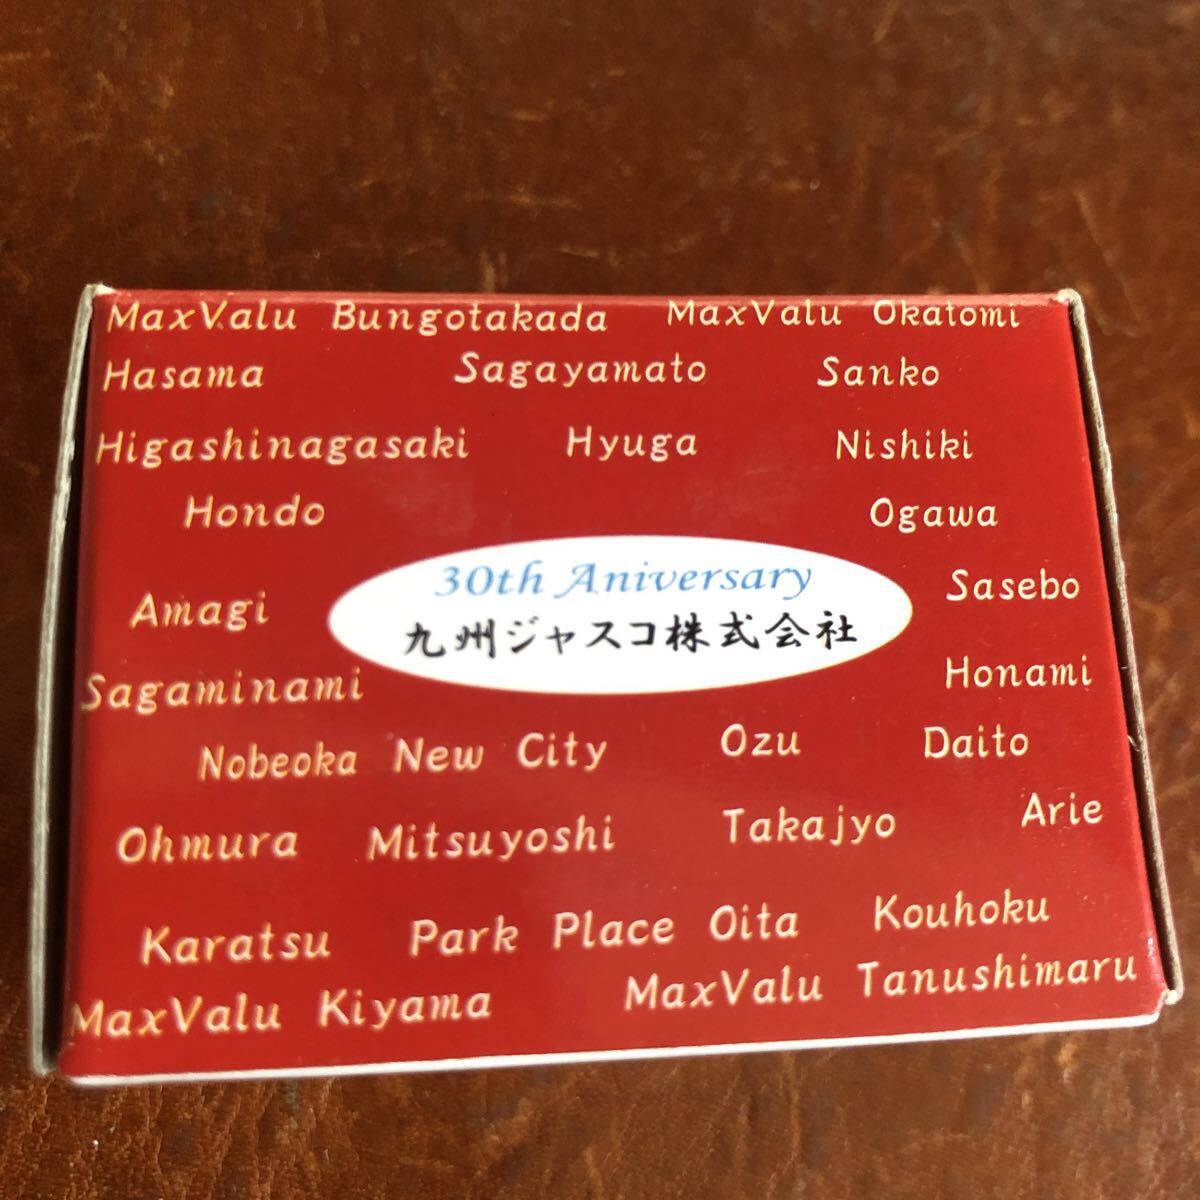 MaxValu Bungotakada MaxValu Okatomi
Hasama Sagayamato Sanko
Higashinagasaki Hyuga Nishiki
Hondo Ogawa
30th Aniversary
九州ジャスコ株式会社
Amagi Sasebo
Sagaminami Honami
Nobeoka New City Ozu Daito
Ohmura Mitsuyoshi Takajyo Arie
Karatsu Park Place Oita Kouhoku
MaxValu Kiyama MaxValu Tanushimaru